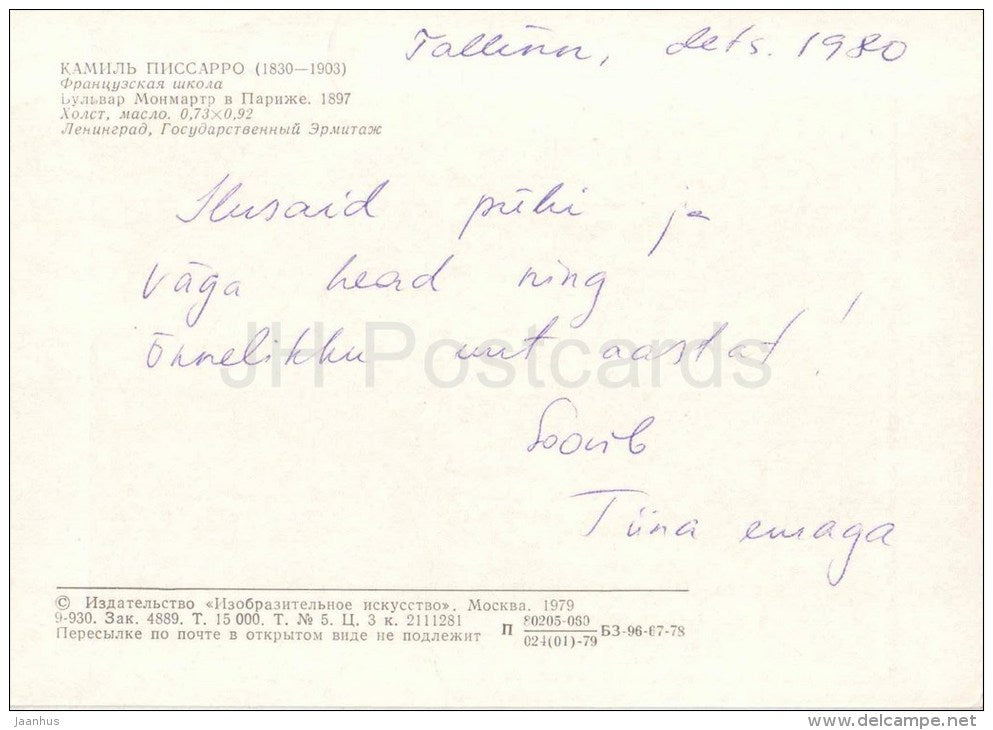 Tallinn, dets. 1980
КАМИЛЬ ПИССАРРО (1830—1903)
Французская школа
Бульвар Монмартр в Париже. 1897
Холст, масло. 0,73×0,92
Ленинград, Государственный Эрмитаж
Ilusaid pühi ja
väga head ning
õnnelikku uut aastat!
Soovib
Tiina emaga
JH Postcards
© Издательство «Изобразительное искусство». Москва. 1979
9-930. Зак. 4889. Т. 15 000. Т. № 5. Ц. 3 к. 2111281
Пересылке по почте в открытом виде не подлежит
П 80205-060/024(01)-79 БЗ-96-67-78
jaanhus
www.delcampe.net